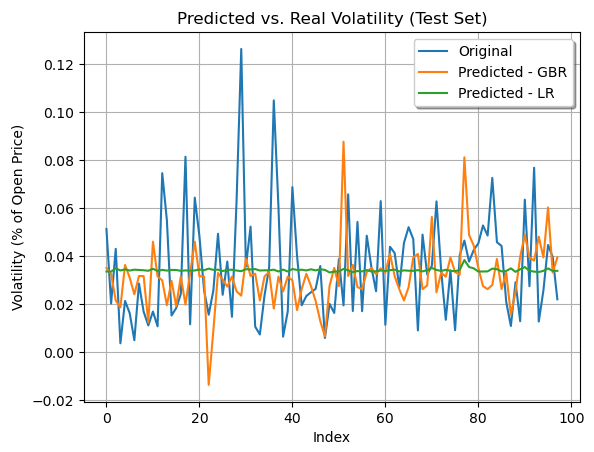 Predicted vs. Real Volatility (Test Set)
Volatility (% of Open Price)
0.12
0.10
0.08
0.06
0.04
0.02
0.00
−0.02
Original
Predicted - GBR
Predicted - LR
0 20 40 60 80 100
Index